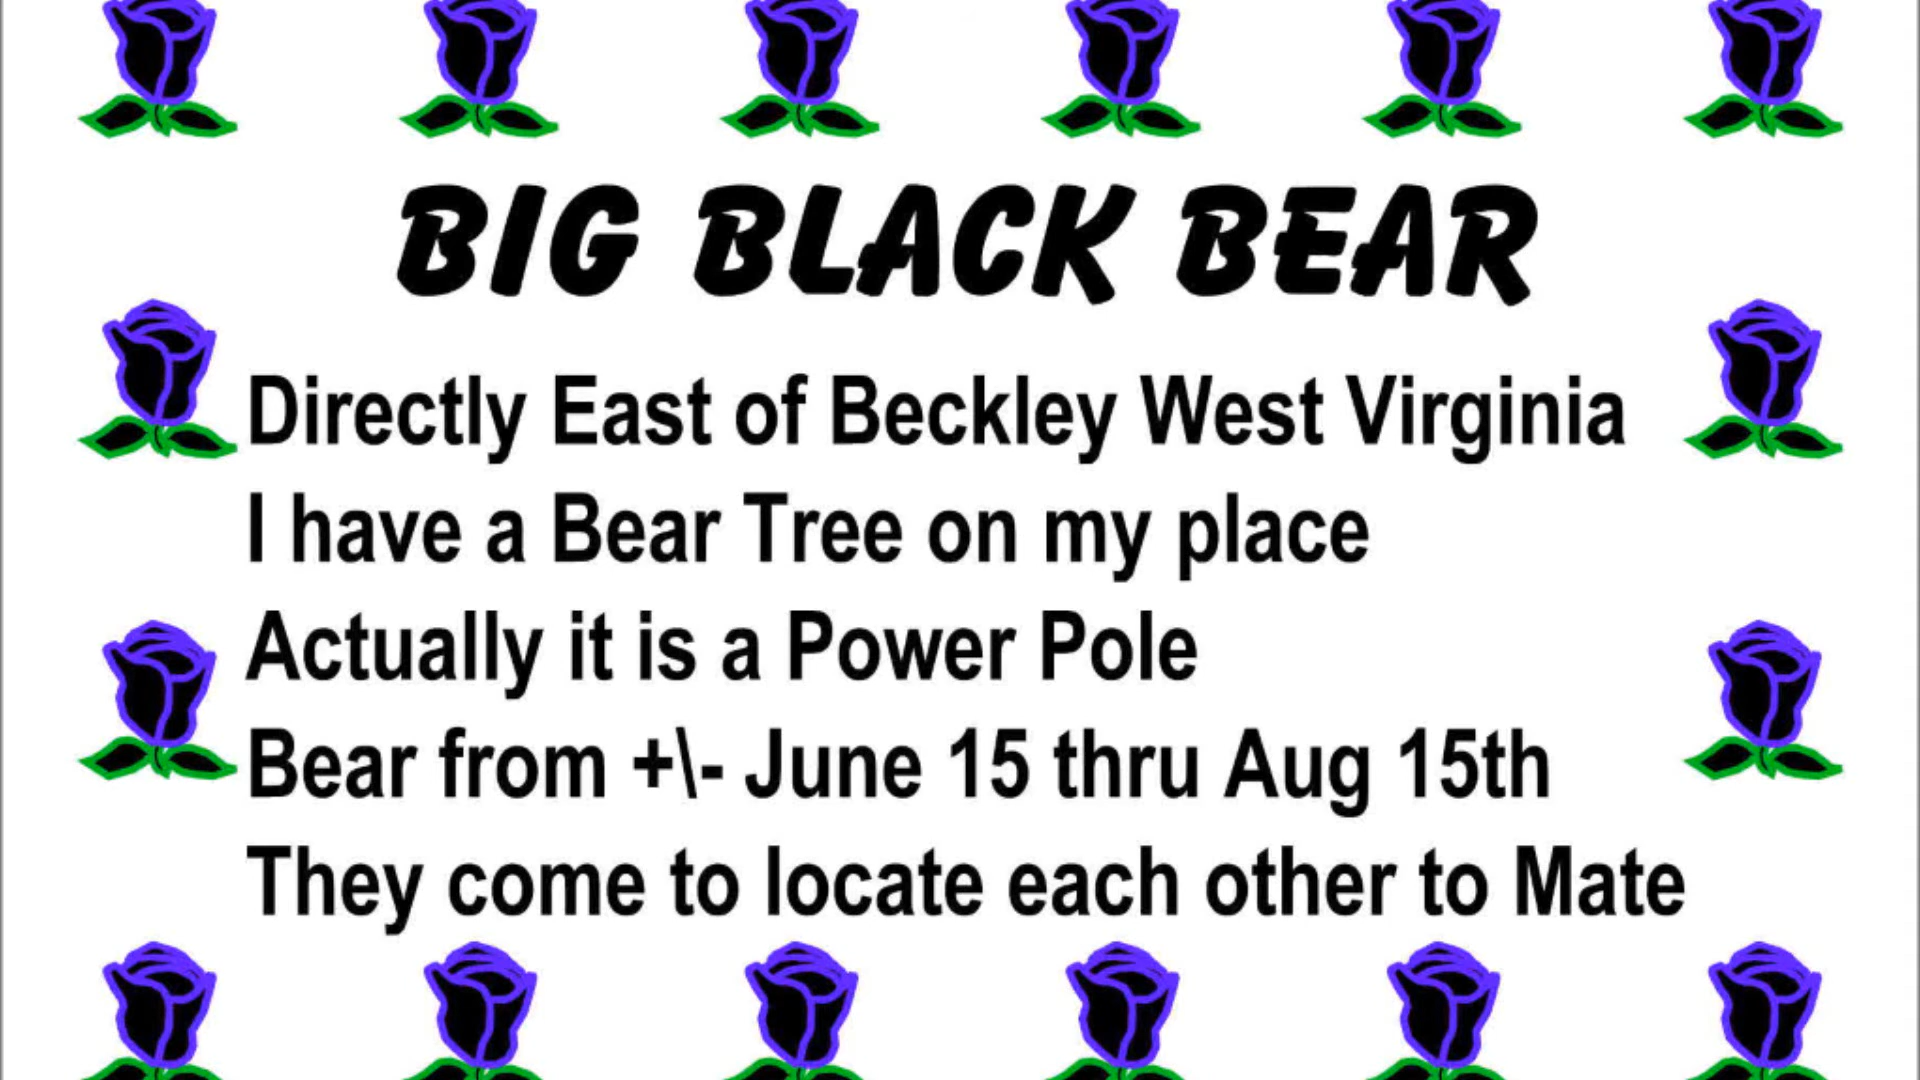 BIG BLACK BEAR
Directly East of Beckley West Virginia
I have a Bear Tree on my place
Actually it is a Power Pole
Bear from +\- June 15 thru Aug 15th
They come to locate each other to Mate